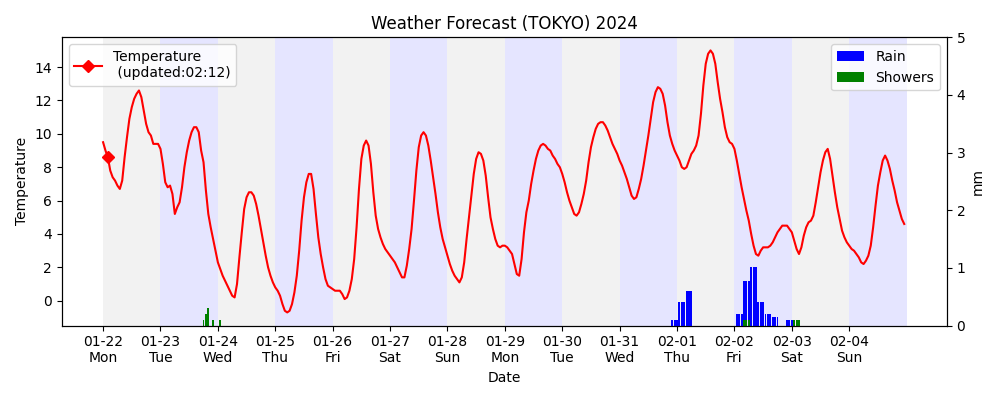 Weather Forecast (TOKYO) 2024
Temperature
(updated:02:12)
Rain
Showers
Temperature
14
12
10
8
6
4
2
0
5
4
3
2
1
0
mm
01-22 01-23 01-24 01-25 01-26 01-27 01-28 01-29 01-30 01-31 02-01 02-02 02-03 02-04
Mon Tue Wed Thu Fri Sat Sun Mon Tue Wed Thu Fri Sat Sun
Date